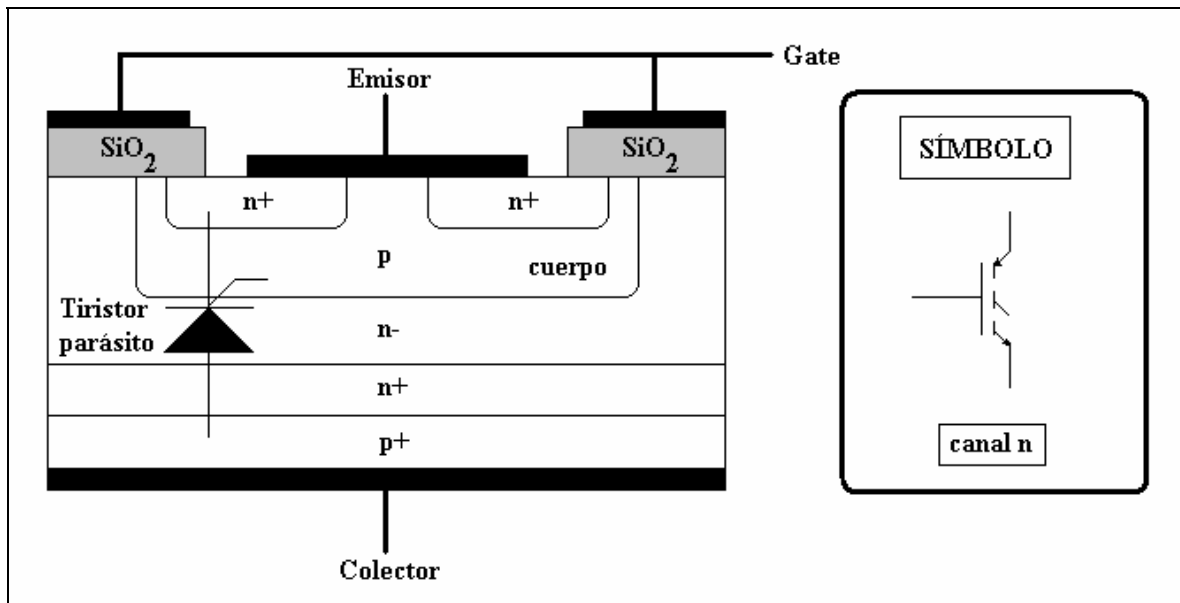 Gate
Emisor
SiO2
SiO2
SÍMBOLO
n+
n+
p
cuerpo
Tiristor
parásito
n-
n+
p+
canal n
Colector